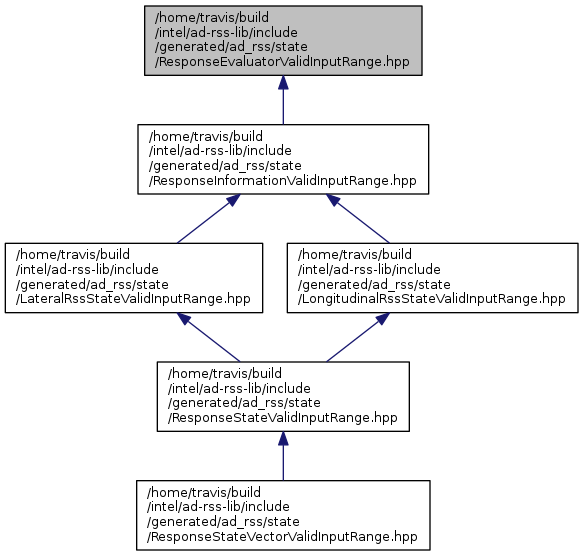 /home/travis/build
/intel/ad-rss-lib/include
/generated/ad_rss/state
/ResponseEvaluatorValidInputRange.hpp
/home/travis/build
/intel/ad-rss-lib/include
/generated/ad_rss/state
/ResponseInformationValidInputRange.hpp
/home/travis/build
/intel/ad-rss-lib/include
/generated/ad_rss/state
/LateralRssStateValidInputRange.hpp
/home/travis/build
/intel/ad-rss-lib/include
/generated/ad_rss/state
/LongitudinalRssStateValidInputRange.hpp
/home/travis/build
/intel/ad-rss-lib/include
/generated/ad_rss/state
/ResponseStateValidInputRange.hpp
/home/travis/build
/intel/ad-rss-lib/include
/generated/ad_rss/state
/ResponseStateVectorValidInputRange.hpp